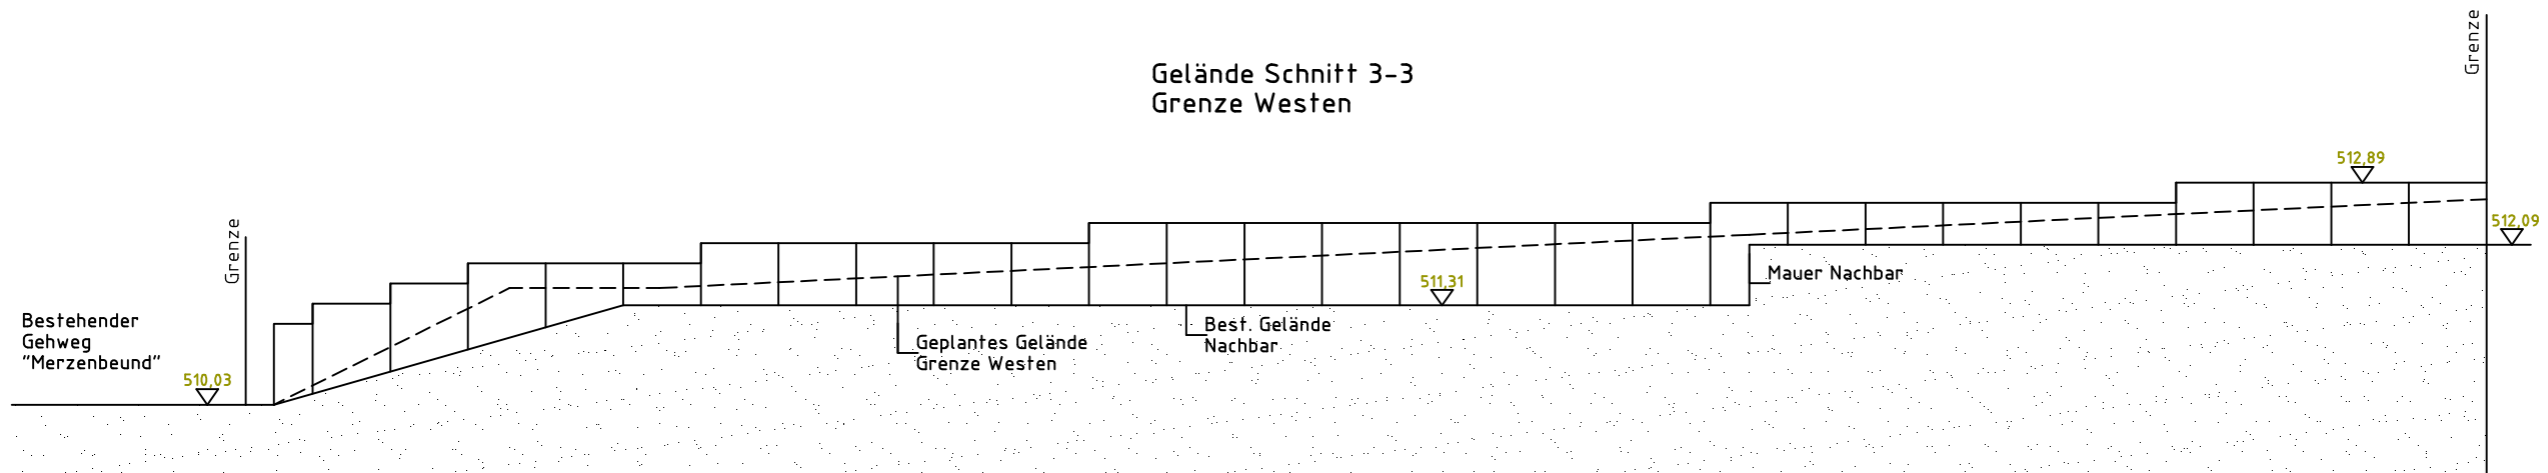 Gelände Schnitt 3-3
Grenze Westen
Grenze
512,89
512,09
Grenze
511,31
Mauer Nachbar
Bestehender
Gehweg
"Merzenbeund"
510,03
Geplantes Gelände
Grenze Westen
Best. Gelände
Nachbar